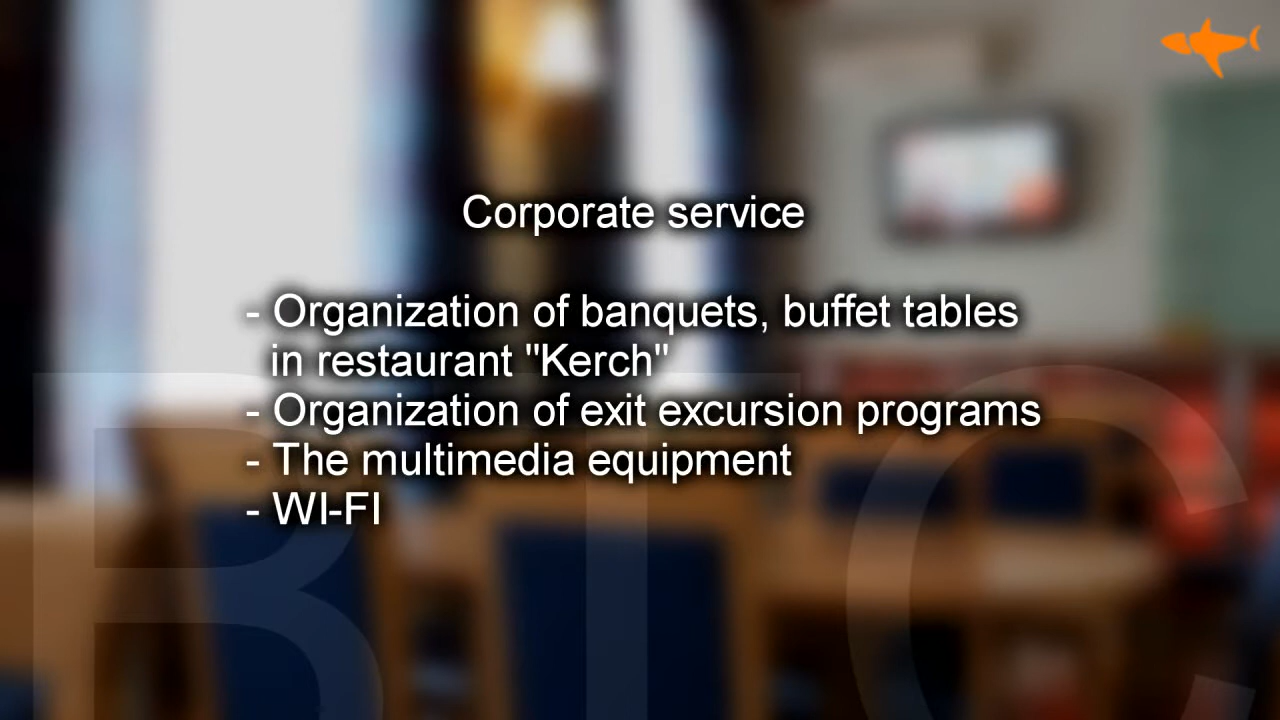 Corporate service
- Organization of banquets, buffet tables
in restaurant "Kerch"
- Organization of exit excursion programs
- The multimedia equipment
- WI-FI
BTC